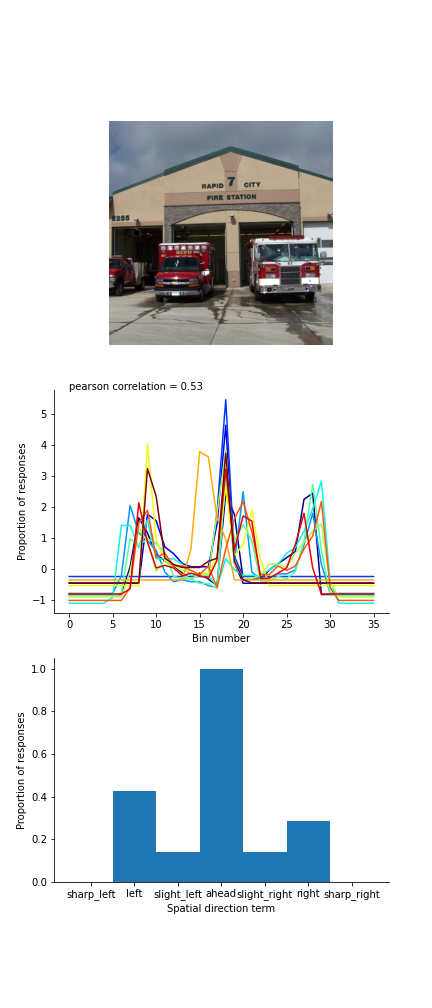 RAPID 7 CITY
FIRE STATION
2255
pearson correlation = 0.53
Proportion of responses
5
4
3
2
1
0
−1
0 5 10 15 20 25 30 35
Bin number
Proportion of responses
1.0
0.8
0.6
0.4
0.2
0.0
sharp_left left slight_left ahead slight_right right sharp_right
Spatial direction term